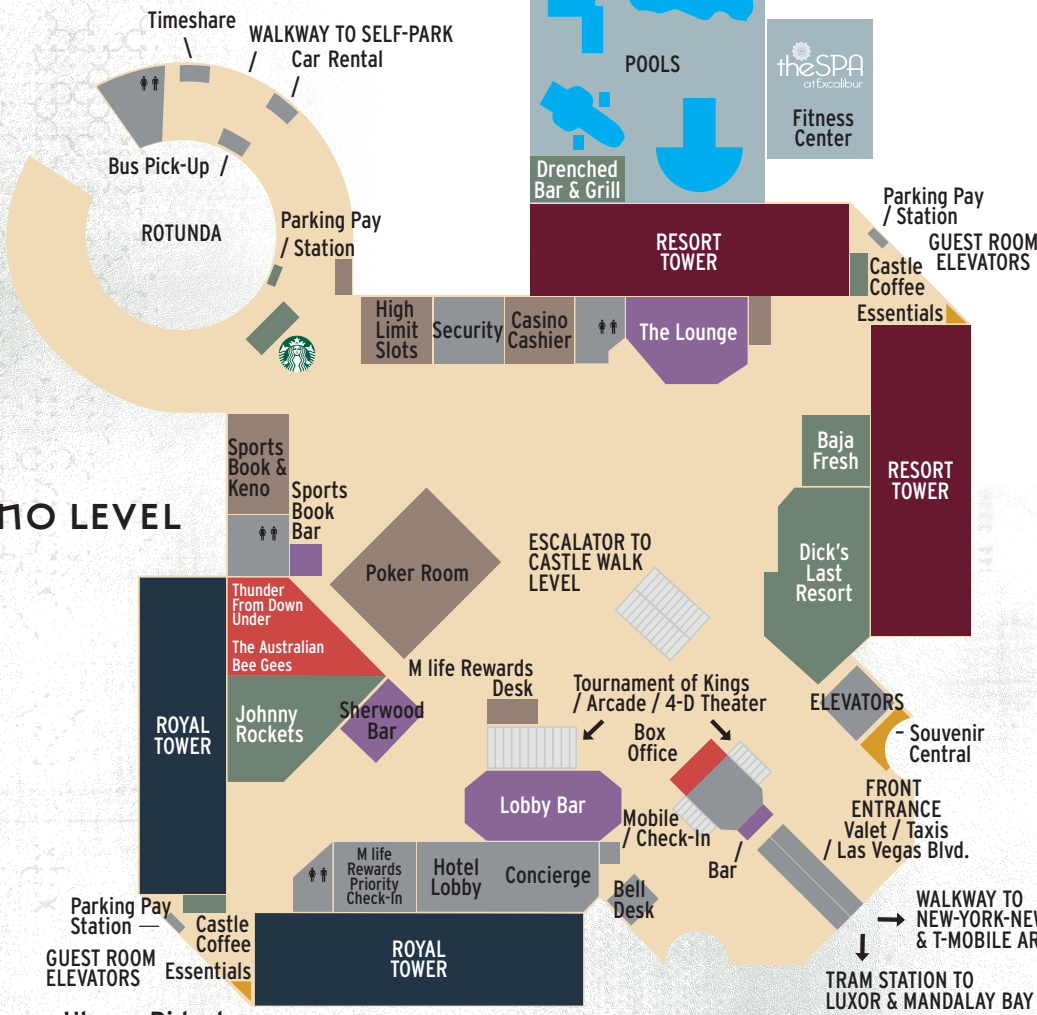 Timeshare
WALKWAY TO SELF-PARK
Car Rental
Bus Pick-Up
ROTUNDA
Parking Pay
/ Station
POOLS
theSPA
at Excalibur
Fitness
Center
Drenched
Bar & Grill
RESORT
TOWER
Parking Pay
/ Station
GUEST ROOM
ELEVATORS
Castle
Coffee
Essentials
High
Limit
Slots
Security
Casino
Cashier
The Lounge
Sports
Book &
Keno
Sports
Book
Bar
NO LEVEL
Baja
Fresh
RESORT
TOWER
Dick's
Last
Resort
Poker Room
ESCALATOR TO
CASTLE WALK
LEVEL
Thunder
From Down
Under
The Australian
Bee Gees
ROYAL
TOWER
Johnny
Rockets
Sherwood
Bar
M life Rewards
Desk
Tournament of Kings
/ Arcade / 4-D Theater
Box
Office
ELEVATORS
Souvenir
Central
FRONT
ENTRANCE
Valet / Taxis
/ Las Vegas Blvd.
Lobby Bar
Mobile
/ Check-In
Bar
M life
Rewards
Priority
Check-In
Hotel
Lobby
Concierge
Bell
Desk
WALKWAY TO
NEW-YORK-NEW
& T-MOBILE AR
TRAM STATION TO
LUXOR & MANDALAY BAY
Parking Pay
Station
Castle
Coffee
GUEST ROOM
ELEVATORS
Essentials
ROYAL
TOWER